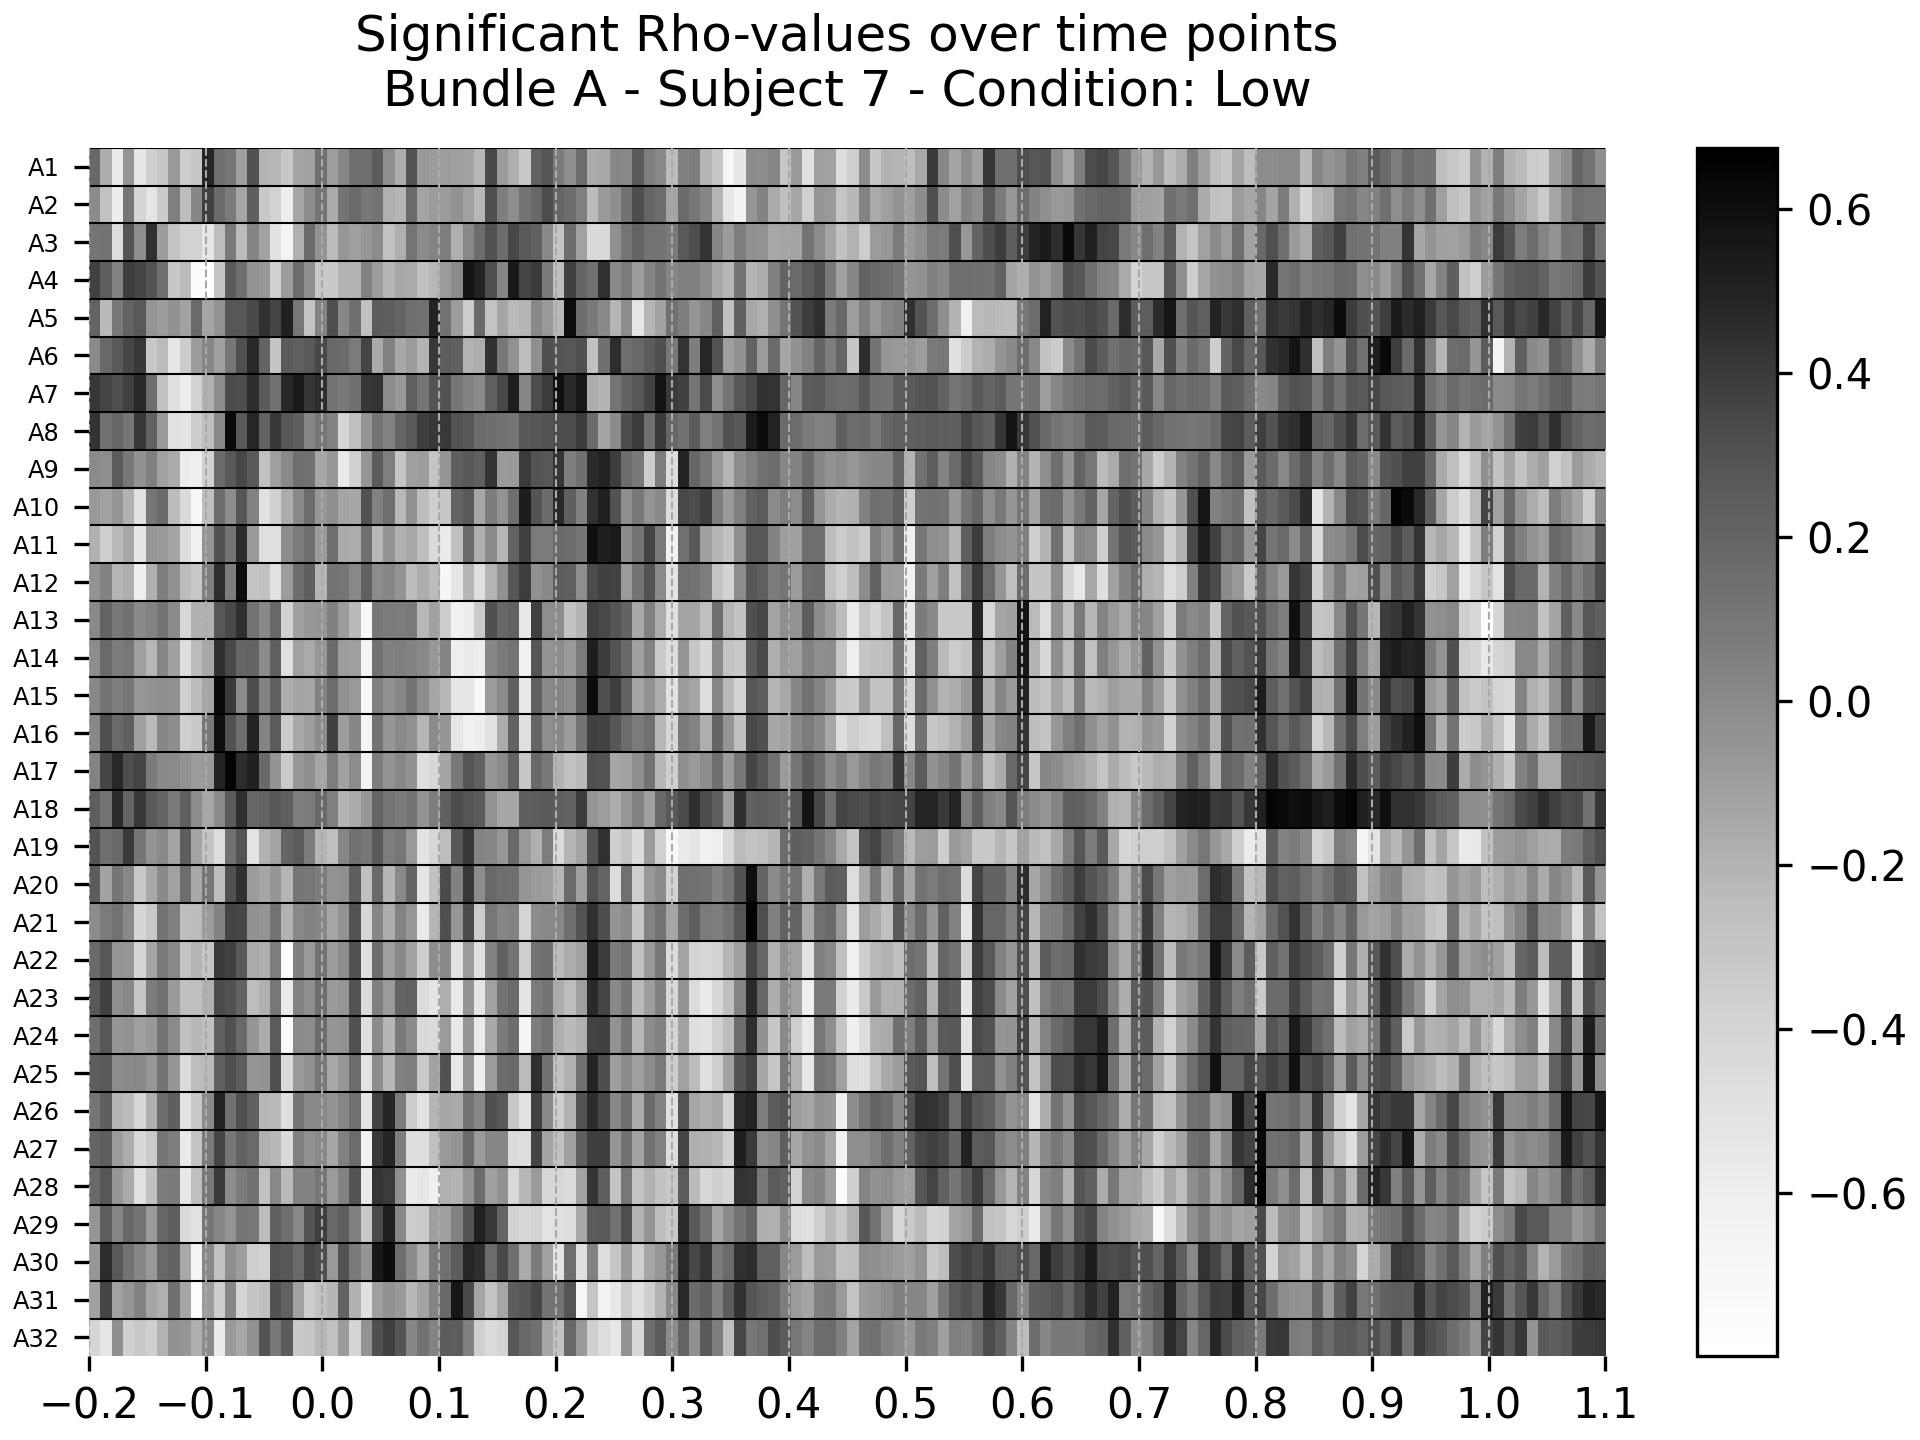 Significant Rho-values over time points
Bundle A - Subject 7 - Condition: Low
A1
A2
A3
A4
A5
A6
A7
A8
A9
A10
A11
A12
A13
A14
A15
A16
A17
A18
A19
A20
A21
A22
A23
A24
A25
A26
A27
A28
A29
A30
A31
A32
−0.2 −0.1 0.0 0.1 0.2 0.3 0.4 0.5 0.6 0.7 0.8 0.9 1.0 1.1
0.6
0.4
0.2
0.0
−0.2
−0.4
−0.6